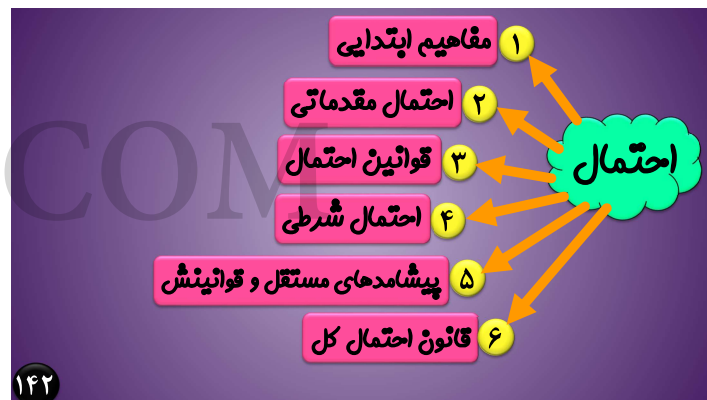 احتمال
۱ مفاهیم ابتدایی
۲ احتمال مقدماتی
۳ قوانین احتمال
۴ احتمال شرطی
۵ پیشامدهای مستقل و قوانینش
۶ قانون احتمال کل
COM
۱۴۲